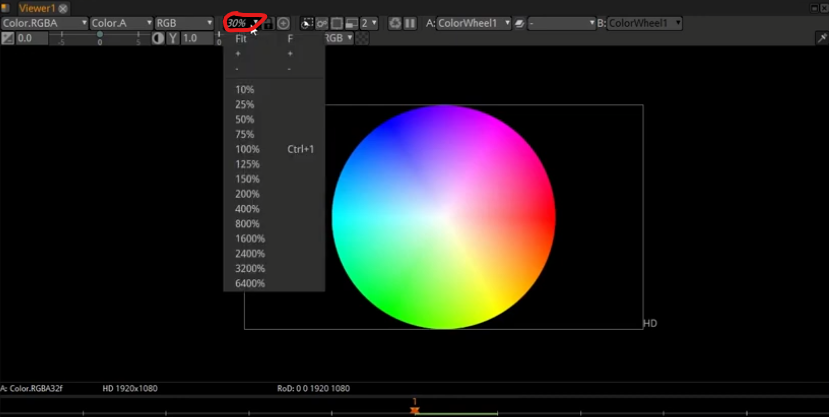 Viewer1
Color.RGBA Color.A RGB 30% 2 A: ColorWheel1 - B: ColorWheel1
0.0 -5 0 Y 1.0 0 RGB
Fit F
+ +
- -
10%
25%
50%
75%
100% Ctrl+1
125%
150%
200%
400%
800%
1600%
2400%
3200%
6400%
HD
A: Color.RGBA32f HD 1920x1080 RoD: 0 0 1920 1080
1